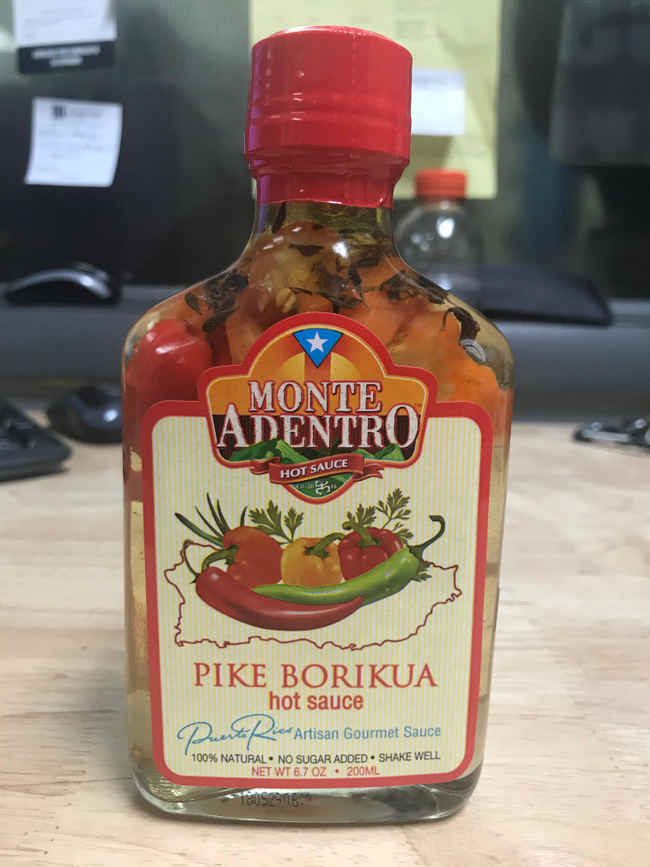 MONTE
ADENTRO™
HOT SAUCE
PIKE BORIKUA
hot sauce
Puerto Rico Artisan Gourmet Sauce
100% NATURAL • NO SUGAR ADDED • SHAKE WELL
NET WT 6.7 OZ • 200ML